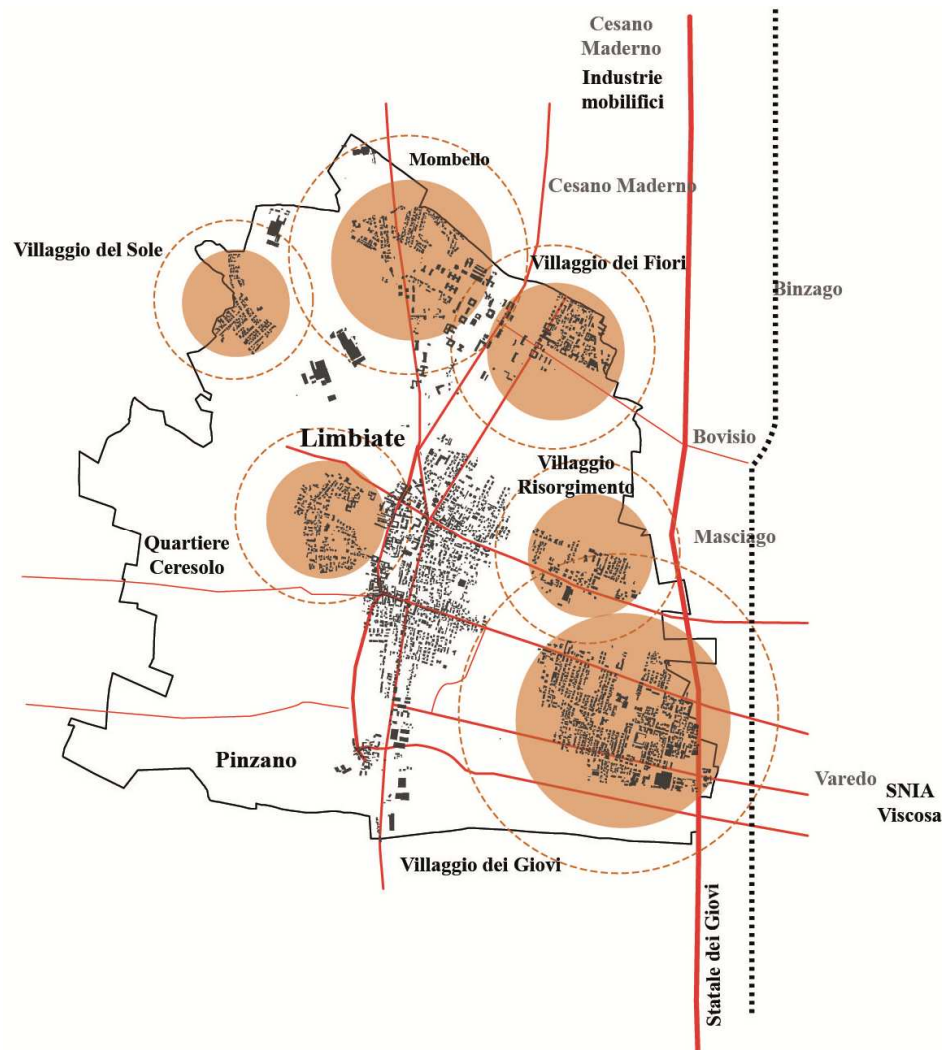 Cesano
Maderno
Industrie
mobilifici
Mombello
Cesano Maderno
Villaggio del Sole
Villaggio dei Fiori
Binzago
Limbiate
Bovisio
Villaggio
Risorgimento
Masciago
Quartiere
Ceresolo
Pinzano
Varedo
SNIA
Viscosa
Villaggio dei Giovi
Statale dei Giovi